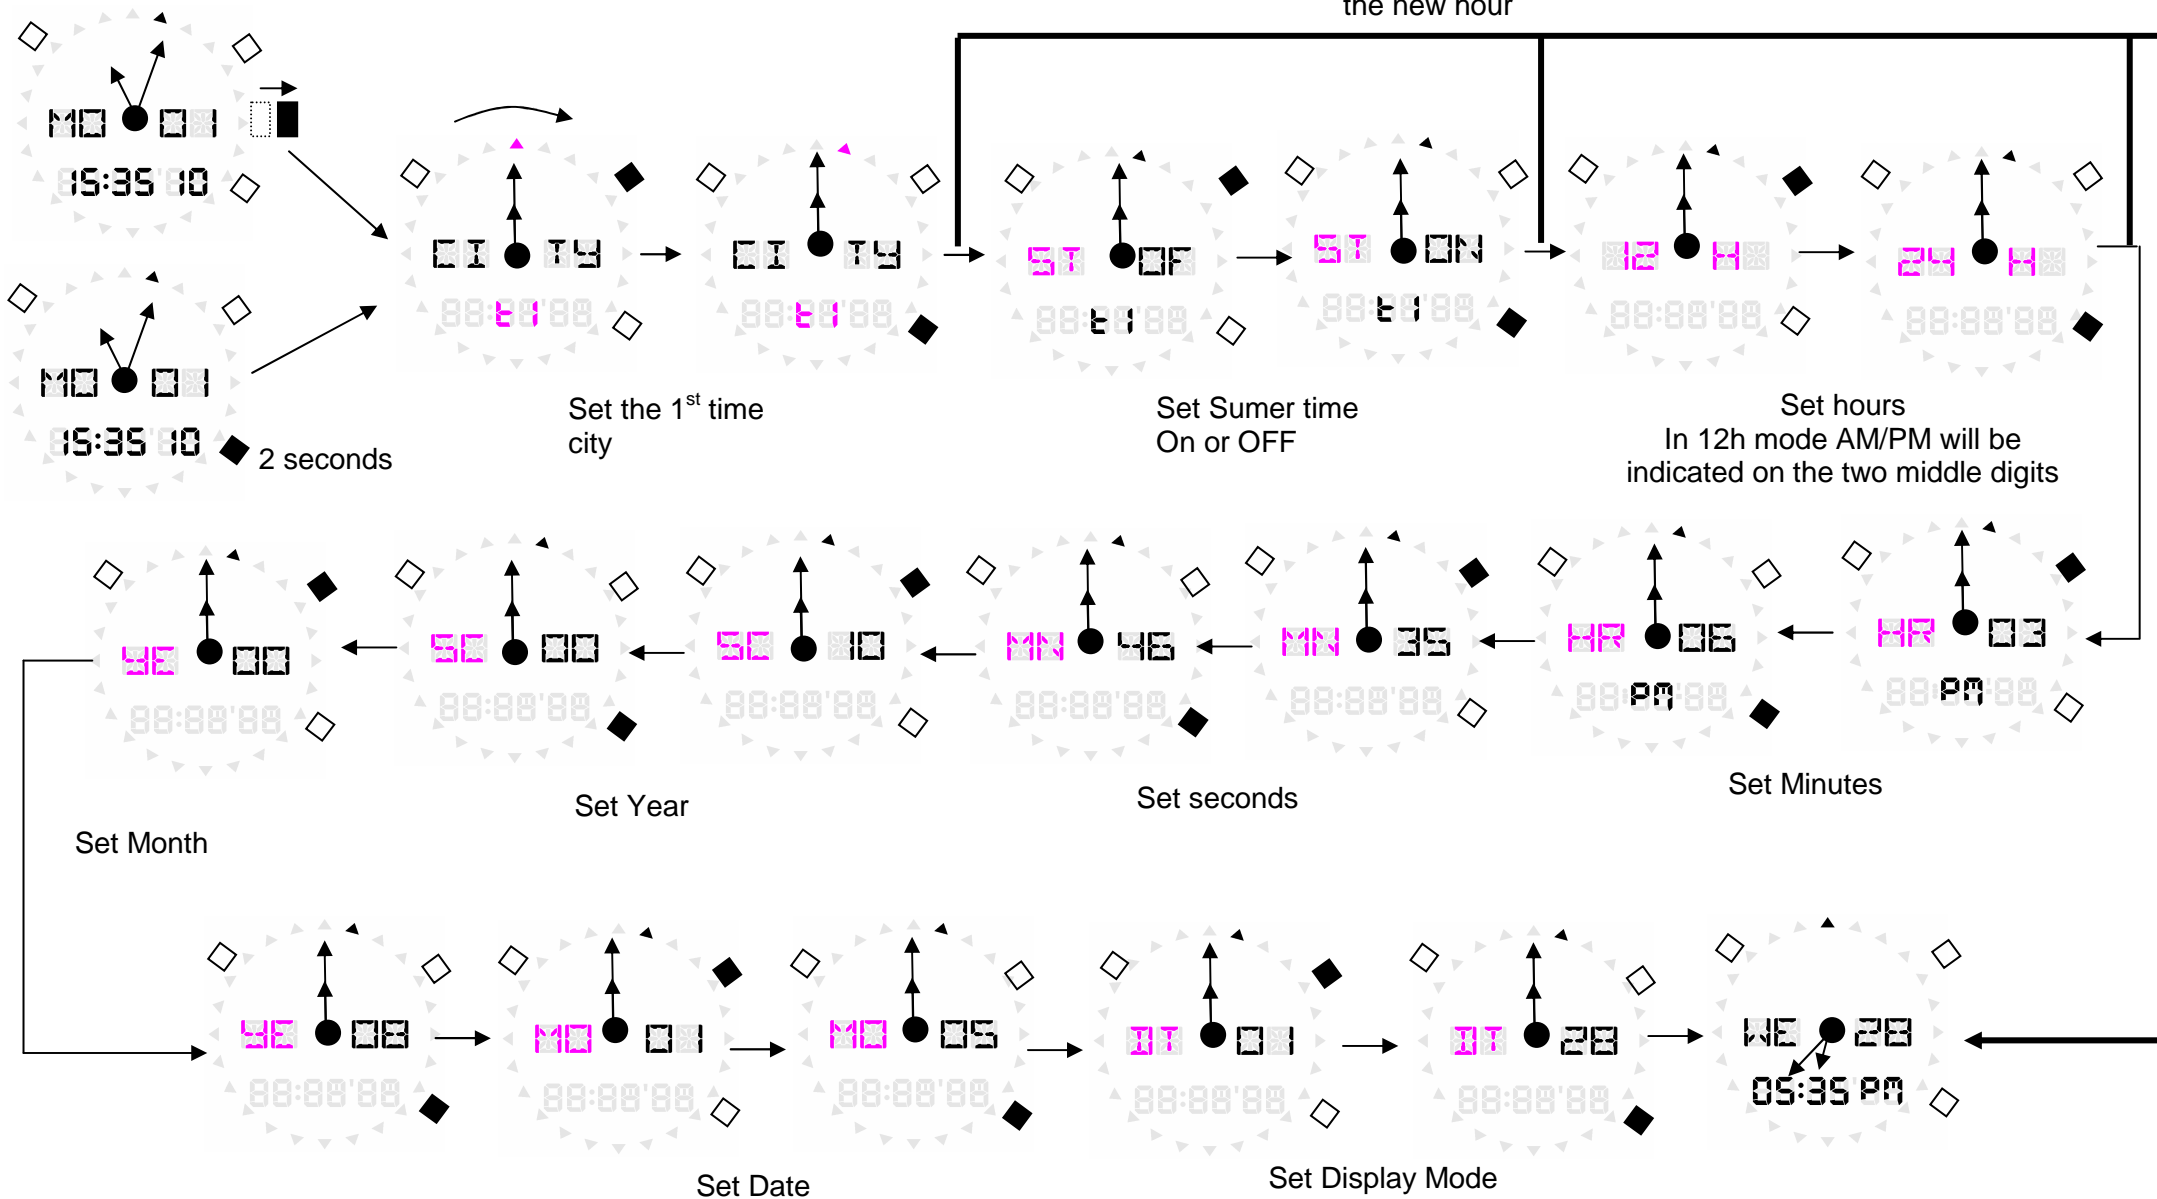 the new hour
MO 01
15:35 10
MO 01
15:35 10
2 seconds
CI TY
t1
CI TY
t1
Set the 1st time
city
ST OF
t1
ST ON
t1
Set Sumer time
On or OFF
12 H
24 H
Set hours
In 12h mode AM/PM will be
indicated on the two middle digits
HR 03
PM
HR 06
PM
Set Minutes
MN 35
MN 46
Set seconds
SC 10
SC 00
Set Year
YE 00
Set Month
YE 08
MO 01
MO 05
Set Date
DT 01
DT 28
Set Display Mode
WE 28
05:35 PM